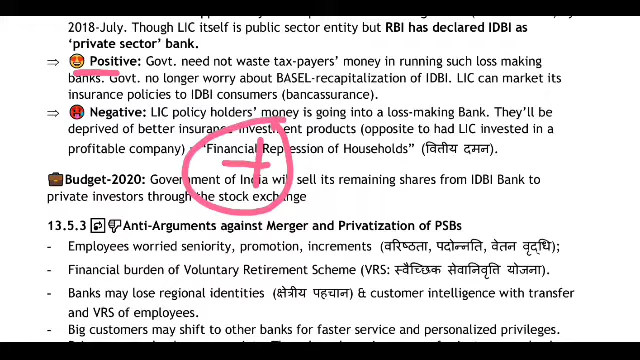 2018-July. Though LIC itself is public sector entity but RBI has declared IDBI as
'private sector' bank.
⇒ 🤩 Positive: Govt. need not waste tax-payers' money in running such loss making
banks. Govt. no longer worry about BASEL-recapitalization of IDBI. LIC can market its
insurance policies to IDBI consumers (bancassurance).
⇒ Negative: LIC policy holders' money is going into a loss-making Bank. They'll be
deprived of better insurance investment products (opposite to had LIC invested in a
profitable company) "Financial Repression of Households" (वित्तीय दमन).
💼Budget-2020: Government of India will sell its remaining shares from IDBI Bank to
private investors through the stock exchange
13.5.3 Anti-Arguments against Merger and Privatization of PSBs
- Employees worried seniority, promotion, increments (वरिष्ठता, पदोन्नति, वेतन वृद्धि);
- Financial burden of Voluntary Retirement Scheme (VRS: स्वैच्छिक सेवानिवृति योजना).
- Banks may lose regional identities (क्षेत्रीय पहचान) & customer intelligence with transfer
and VRS of employees.
- Big customers may shift to other banks for faster service and personalized privileges.